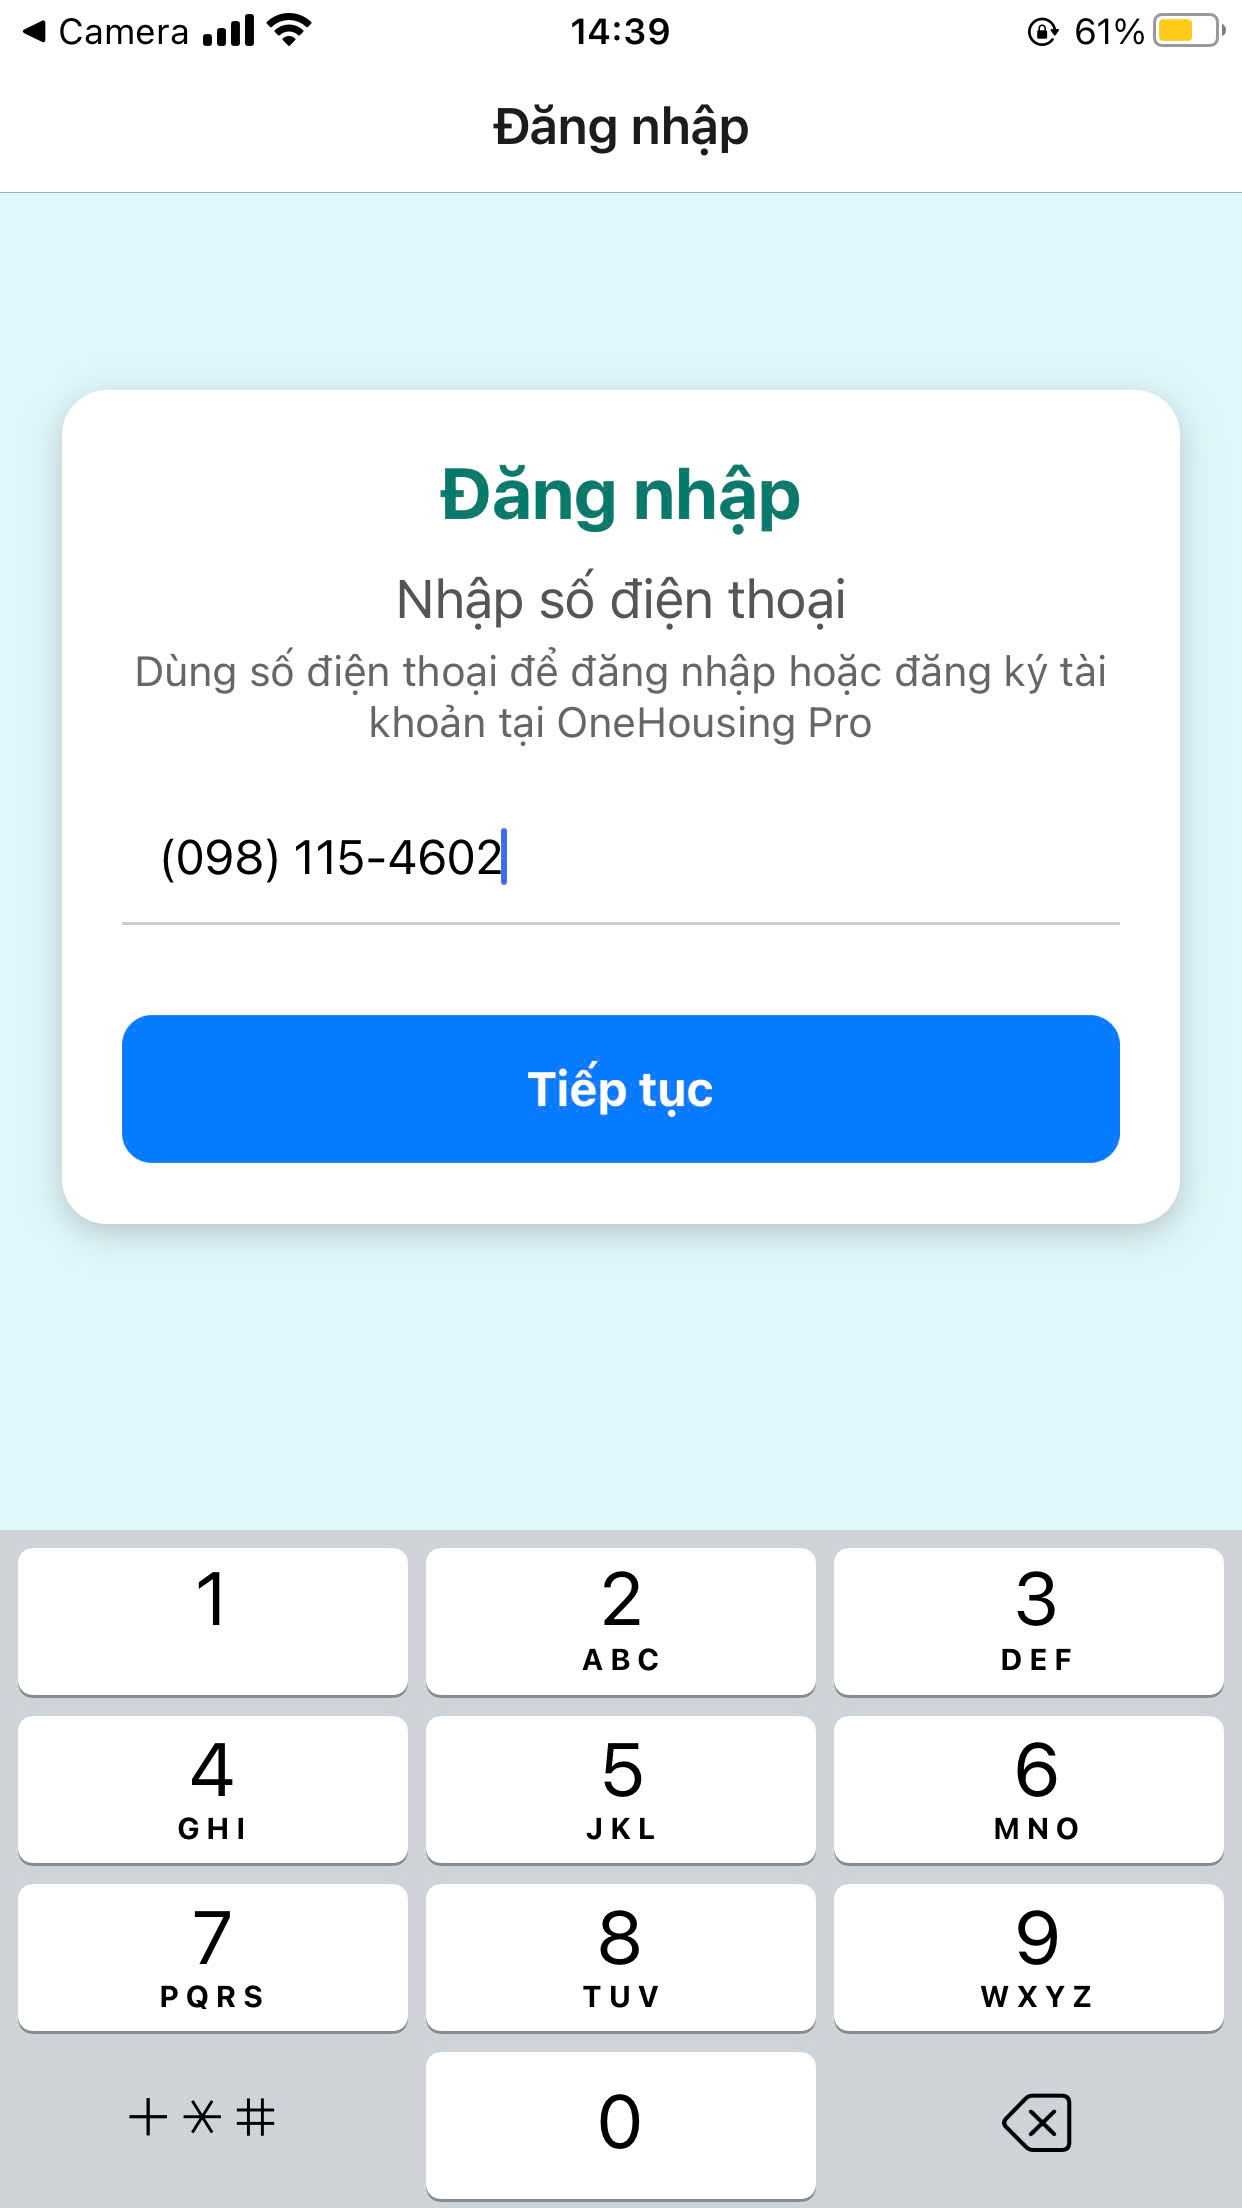 Camera
14:39
61%
Đăng nhập
Đăng nhập
Nhập số điện thoại
Dùng số điện thoại để đăng nhập hoặc đăng ký tài
khoản tại OneHousing Pro
(098) 115-4602
Tiếp tục
1
2
ABC
3
DEF
4
GHI
5
JKL
6
MNO
7
PQRS
8
TUV
9
WXYZ
+*#
0